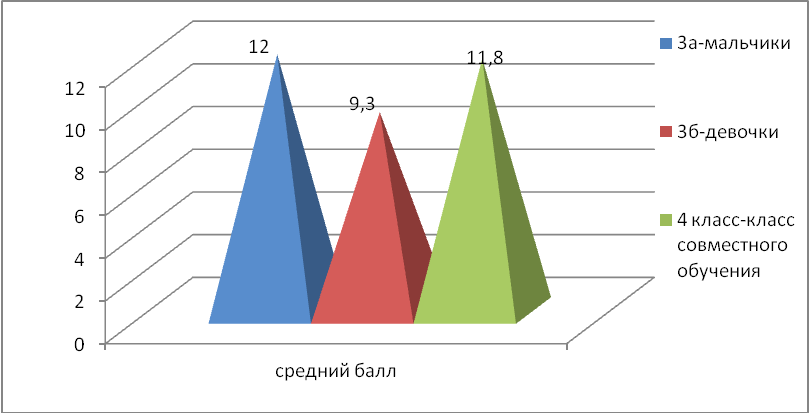 12
9,3
11,8
12
10
8
6
4
2
0
средний балл
3а-мальчики
3б-девочки
4 класс-класс
совместного
обучения